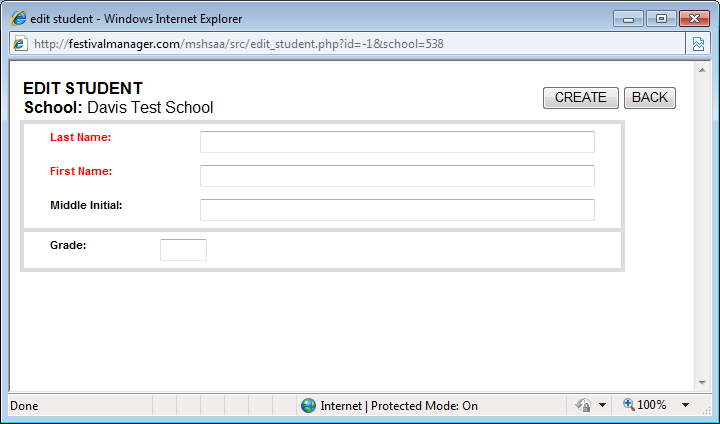 edit student - Windows Internet Explorer
http://festivalmanager.com/mshsaa/src/edit_student.php?id=-1&school=538
EDIT STUDENT
School: Davis Test School
CREATE BACK
Last Name:
First Name:
Middle Initial:
Grade:
Done Internet | Protected Mode: On 100%